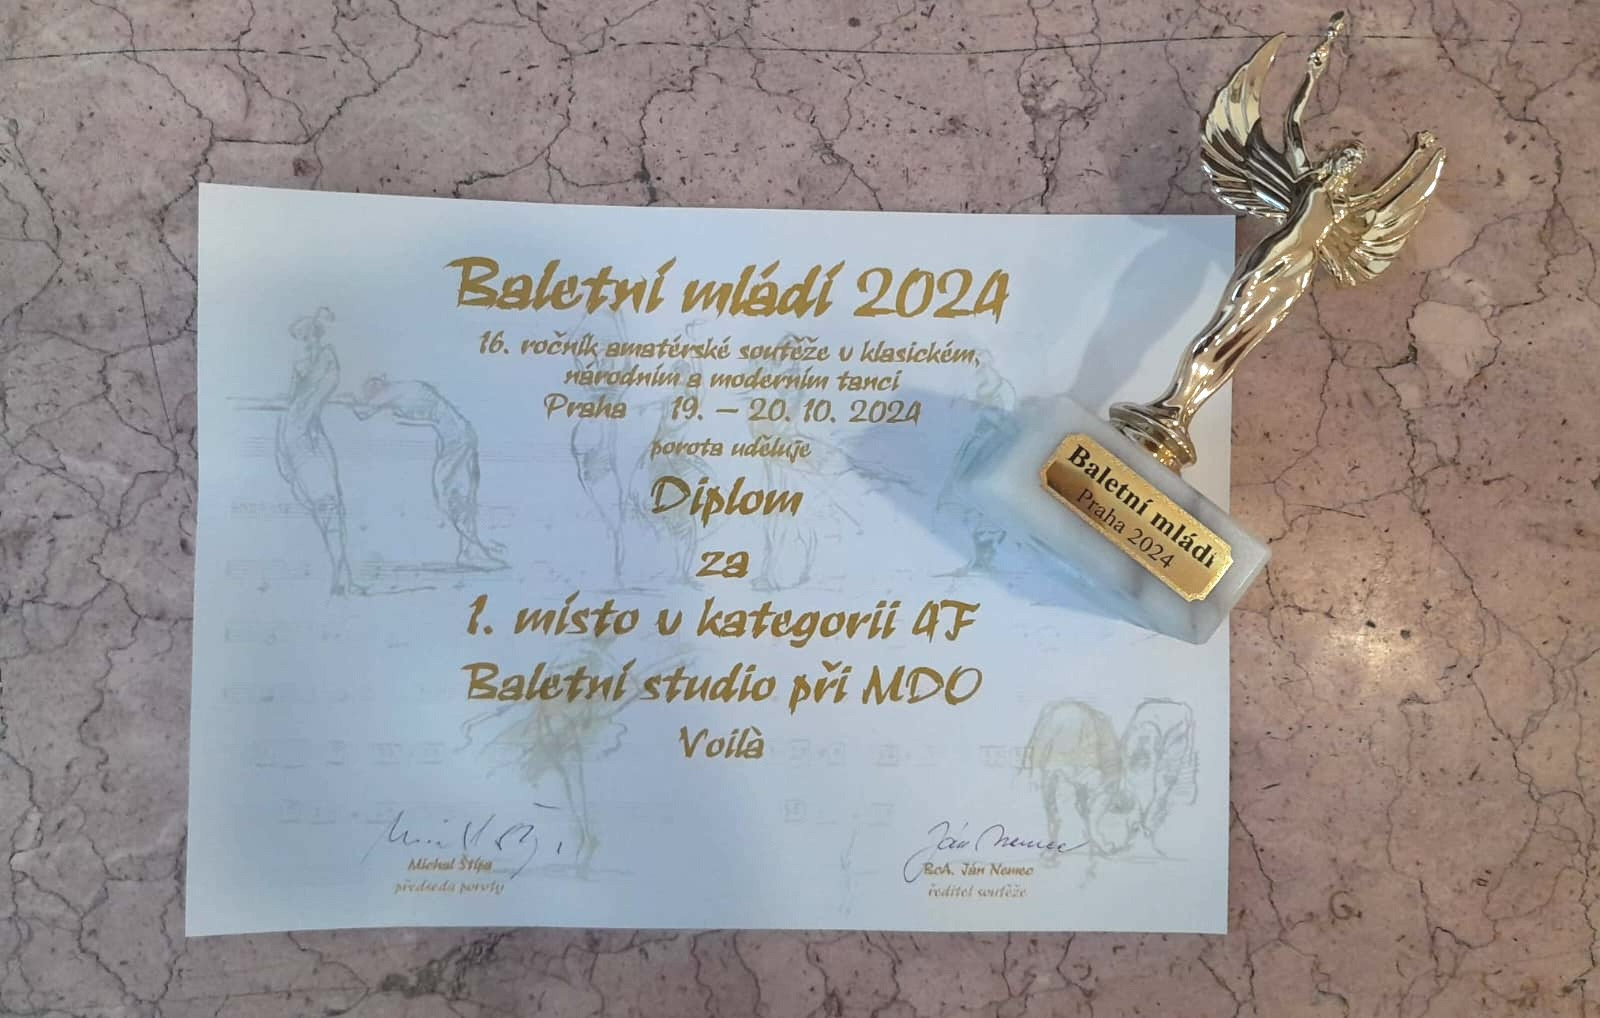 Baletní mládí 2024
16. ročník amatérské soutěže v klasickém,
národním a moderním tanci
Praha 19. – 20. 10. 2024
porota uděluje
Diplom
za
1. místo v kategorii 4F
Baletní studio při MDO
Voilà
Michal Štípa
předseda poroty
BcA. Ján Nemec
ředitel soutěže
Baletní mládí
Praha 2024